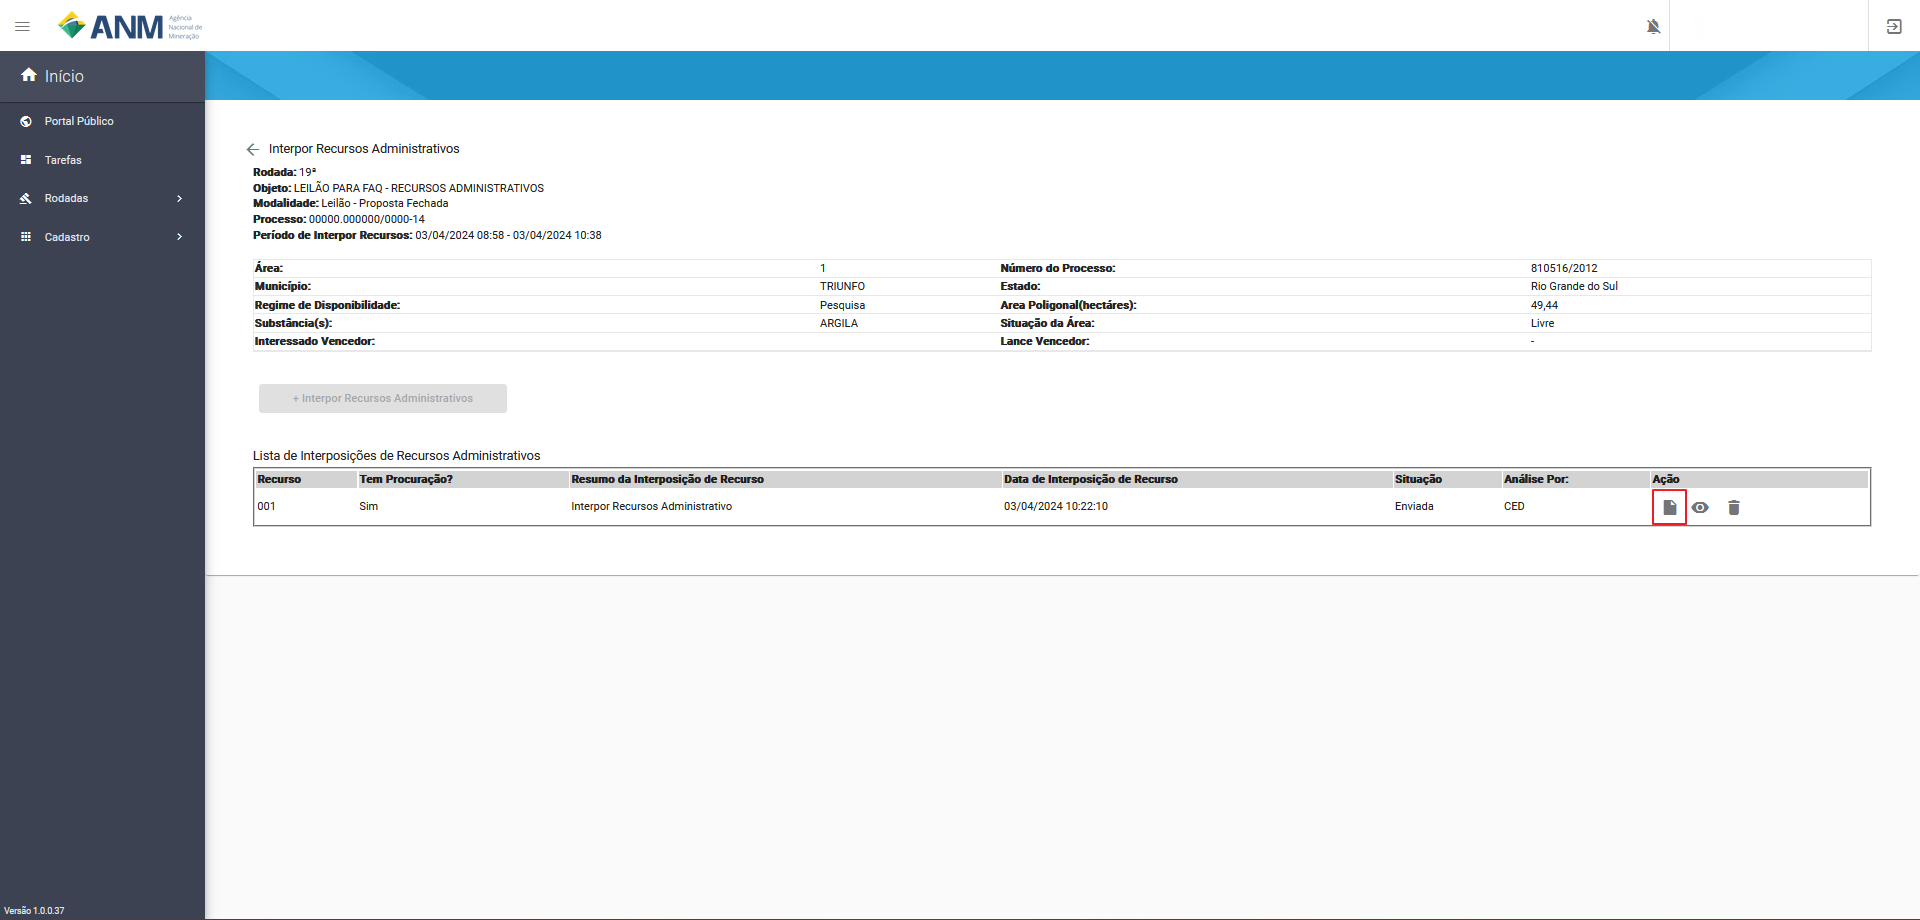 ANM
Agência
Nacional de
Mineração
Início
Portal Público
Tarefas
Rodadas
Cadastro
Interpor Recursos Administrativos
Rodada: 19ª
Objeto: LEILÃO PARA FAQ - RECURSOS ADMINISTRATIVOS
Modalidade: Leilão - Proposta Fechada
Processo: 00000.000000/0000-14
Período de Interpor Recursos: 03/04/2024 08:58 - 03/04/2024 10:38
Área: 1 Número do Processo: 810516/2012
Município: TRIUNFO Estado: Rio Grande do Sul
Regime de Disponibilidade: Pesquisa Area Poligonal(hectáres): 49,44
Substância(s): ARGILA Situação da Área: Livre
Interessado Vencedor: Lance Vencedor: -
+ Interpor Recursos Administrativos
Lista de Interposições de Recursos Administrativos
Recurso Tem Procuração? Resumo da Interposição de Recurso Data de Interposição de Recurso Situação Análise Por: Ação
001 Sim Interpor Recursos Administrativo 03/04/2024 10:22:10 Enviada CED
Versão 1.0.0.37